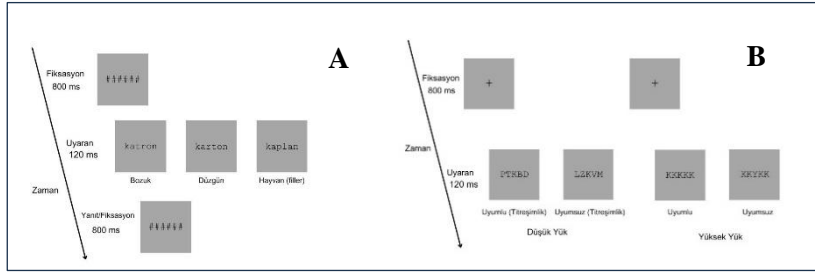 A
Fiksasyon
800 ms
######
Uyaran
120 ms
katron
karton
kaplan
Bozuk
Düzgün
Hayvan (filler)
Zaman
Yanıt/Fiksasyon
800 ms
######
B
Fiksasyon
800 ms
+
+
Zaman
Uyaran
120 ms
PTKBD
LZKVM
KKKKK
KKYKK
Uyumlu (Titreşimlik)
Uyumsuz (Titreşimlik)
Uyumlu
Uyumsuz
Düşük Yük
Yüksek Yük